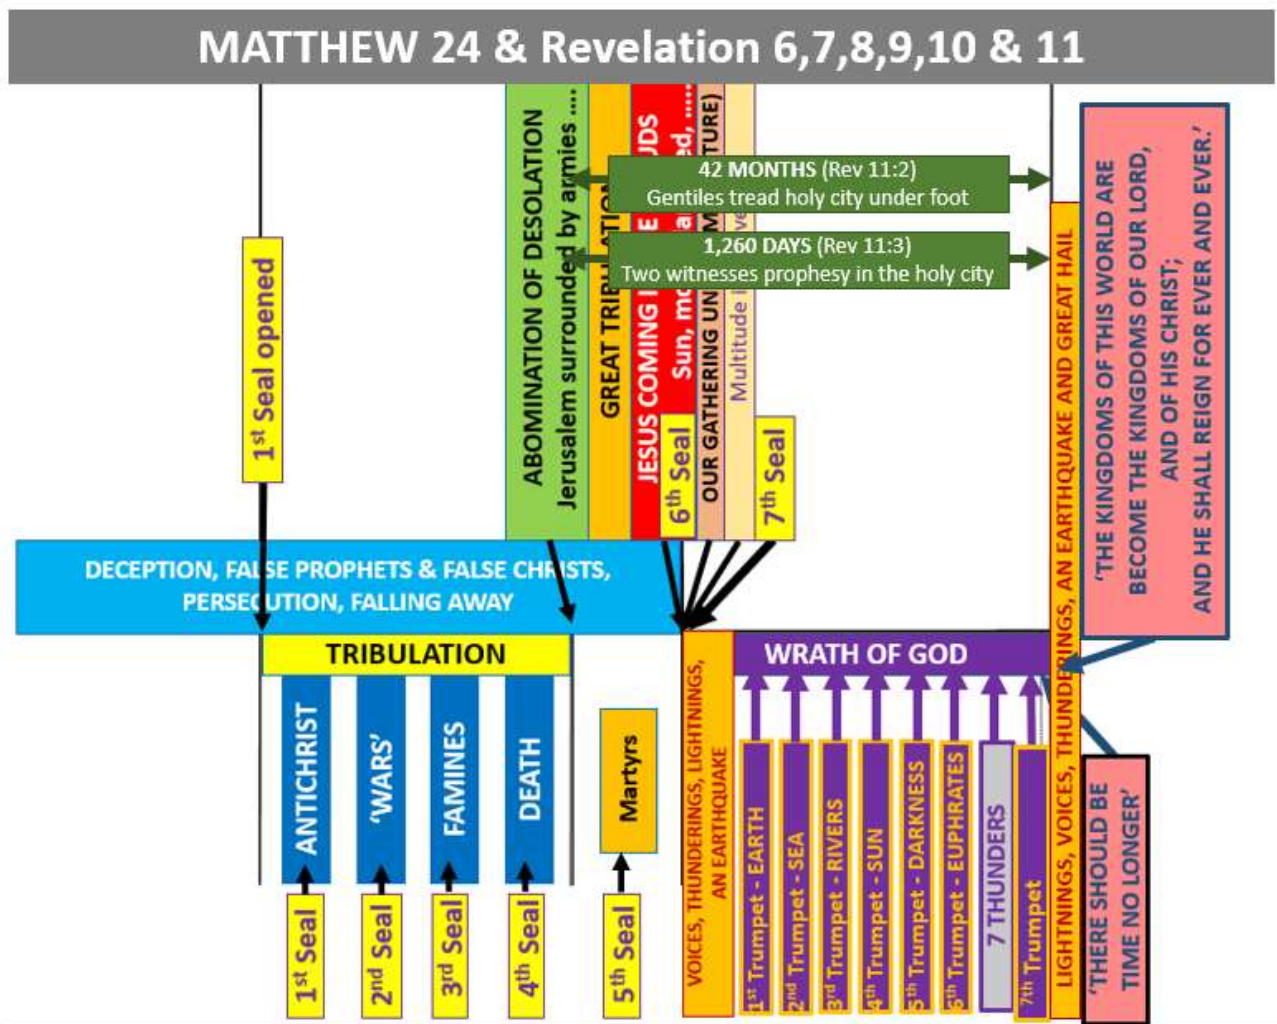 MATTHEW 24 & Revelation 6,7,8,9,10 & 11
1st Seal opened
ABOMINATION OF DESOLATION
Jerusalem surrounded by armies ....
GREAT TRIBULATION
JESUS COMING
UDS
Sun, mo
ed, .....
6th Seal
OUR GATHERING UN
TURE)
Multitude
7th Seal
42 MONTHS (Rev 11:2)
Gentiles tread holy city under foot
1,260 DAYS (Rev 11:3)
Two witnesses prophesy in the holy city
'THE KINGDOMS OF THIS WORLD ARE
BECOME THE KINGDOMS OF OUR LORD,
AND OF HIS CHRIST;
AND HE SHALL REIGN FOR EVER AND EVER.'
DECEPTION, FALSE PROPHETS & FALSE CHRISTS,
PERSECUTION, FALLING AWAY
TRIBULATION
WRATH OF GOD
ANTICHRIST
'WARS'
FAMINES
DEATH
Martyrs
1st Seal
2nd Seal
3rd Seal
4th Seal
5th Seal
VOICES, THUNDERINGS, LIGHTNINGS,
AN EARTHQUAKE
1st Trumpet - EARTH
2nd Trumpet - SEA
3rd Trumpet - RIVERS
4th Trumpet - SUN
5th Trumpet - DARKNESS
6th Trumpet - EUPHRATES
7 THUNDERS
7th Trumpet
LIGHTNINGS, VOICES, THUNDERINGS, AN EARTHQUAKE AND GREAT HAIL
'THERE SHOULD BE
TIME NO LONGER'